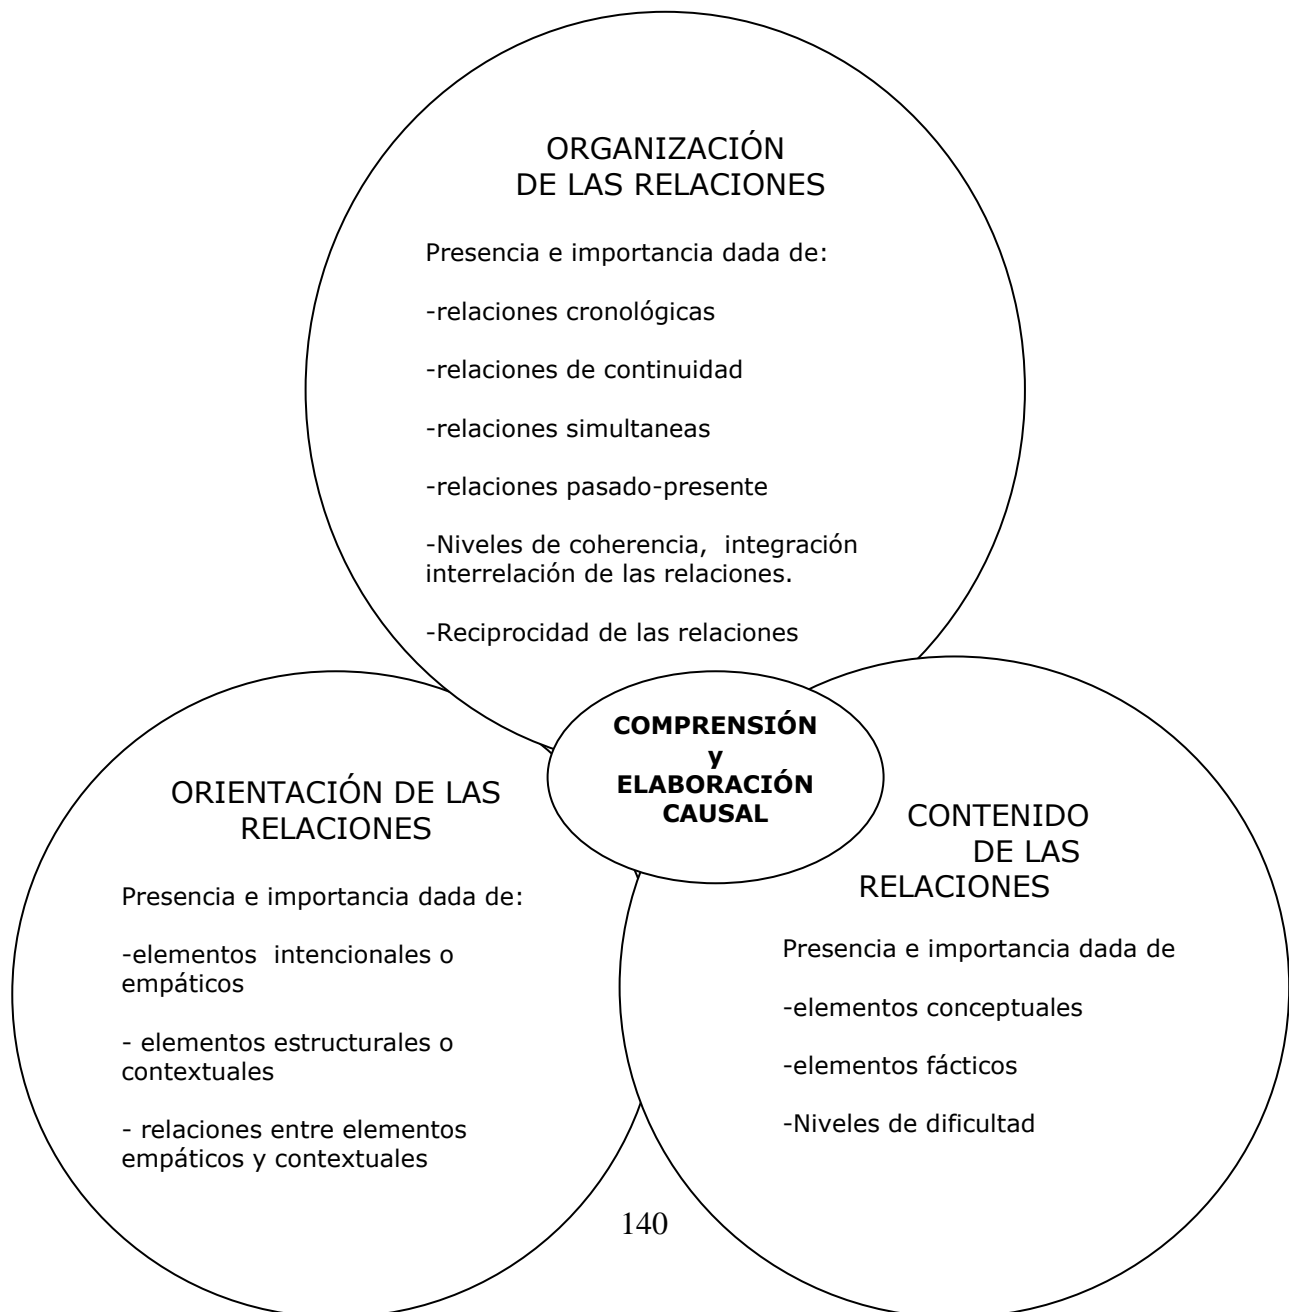 ORGANIZACIÓN
DE LAS RELACIONES
Presencia e importancia dada de:
-relaciones cronológicas
-relaciones de continuidad
-relaciones simultaneas
-relaciones pasado-presente
-Niveles de coherencia,  integración
interrelación de las relaciones.
-Reciprocidad de las relaciones
COMPRENSIÓN
y
ELABORACIÓN
CAUSAL
ORIENTACIÓN DE LAS
RELACIONES
Presencia e importancia dada de:
-elementos  intencionales o
empáticos
- elementos estructurales o
contextuales
- relaciones entre elementos
empáticos y contextuales
CONTENIDO
DE LAS
RELACIONES
Presencia e importancia dada de
-elementos conceptuales
-elementos fácticos
-Niveles de dificultad
140